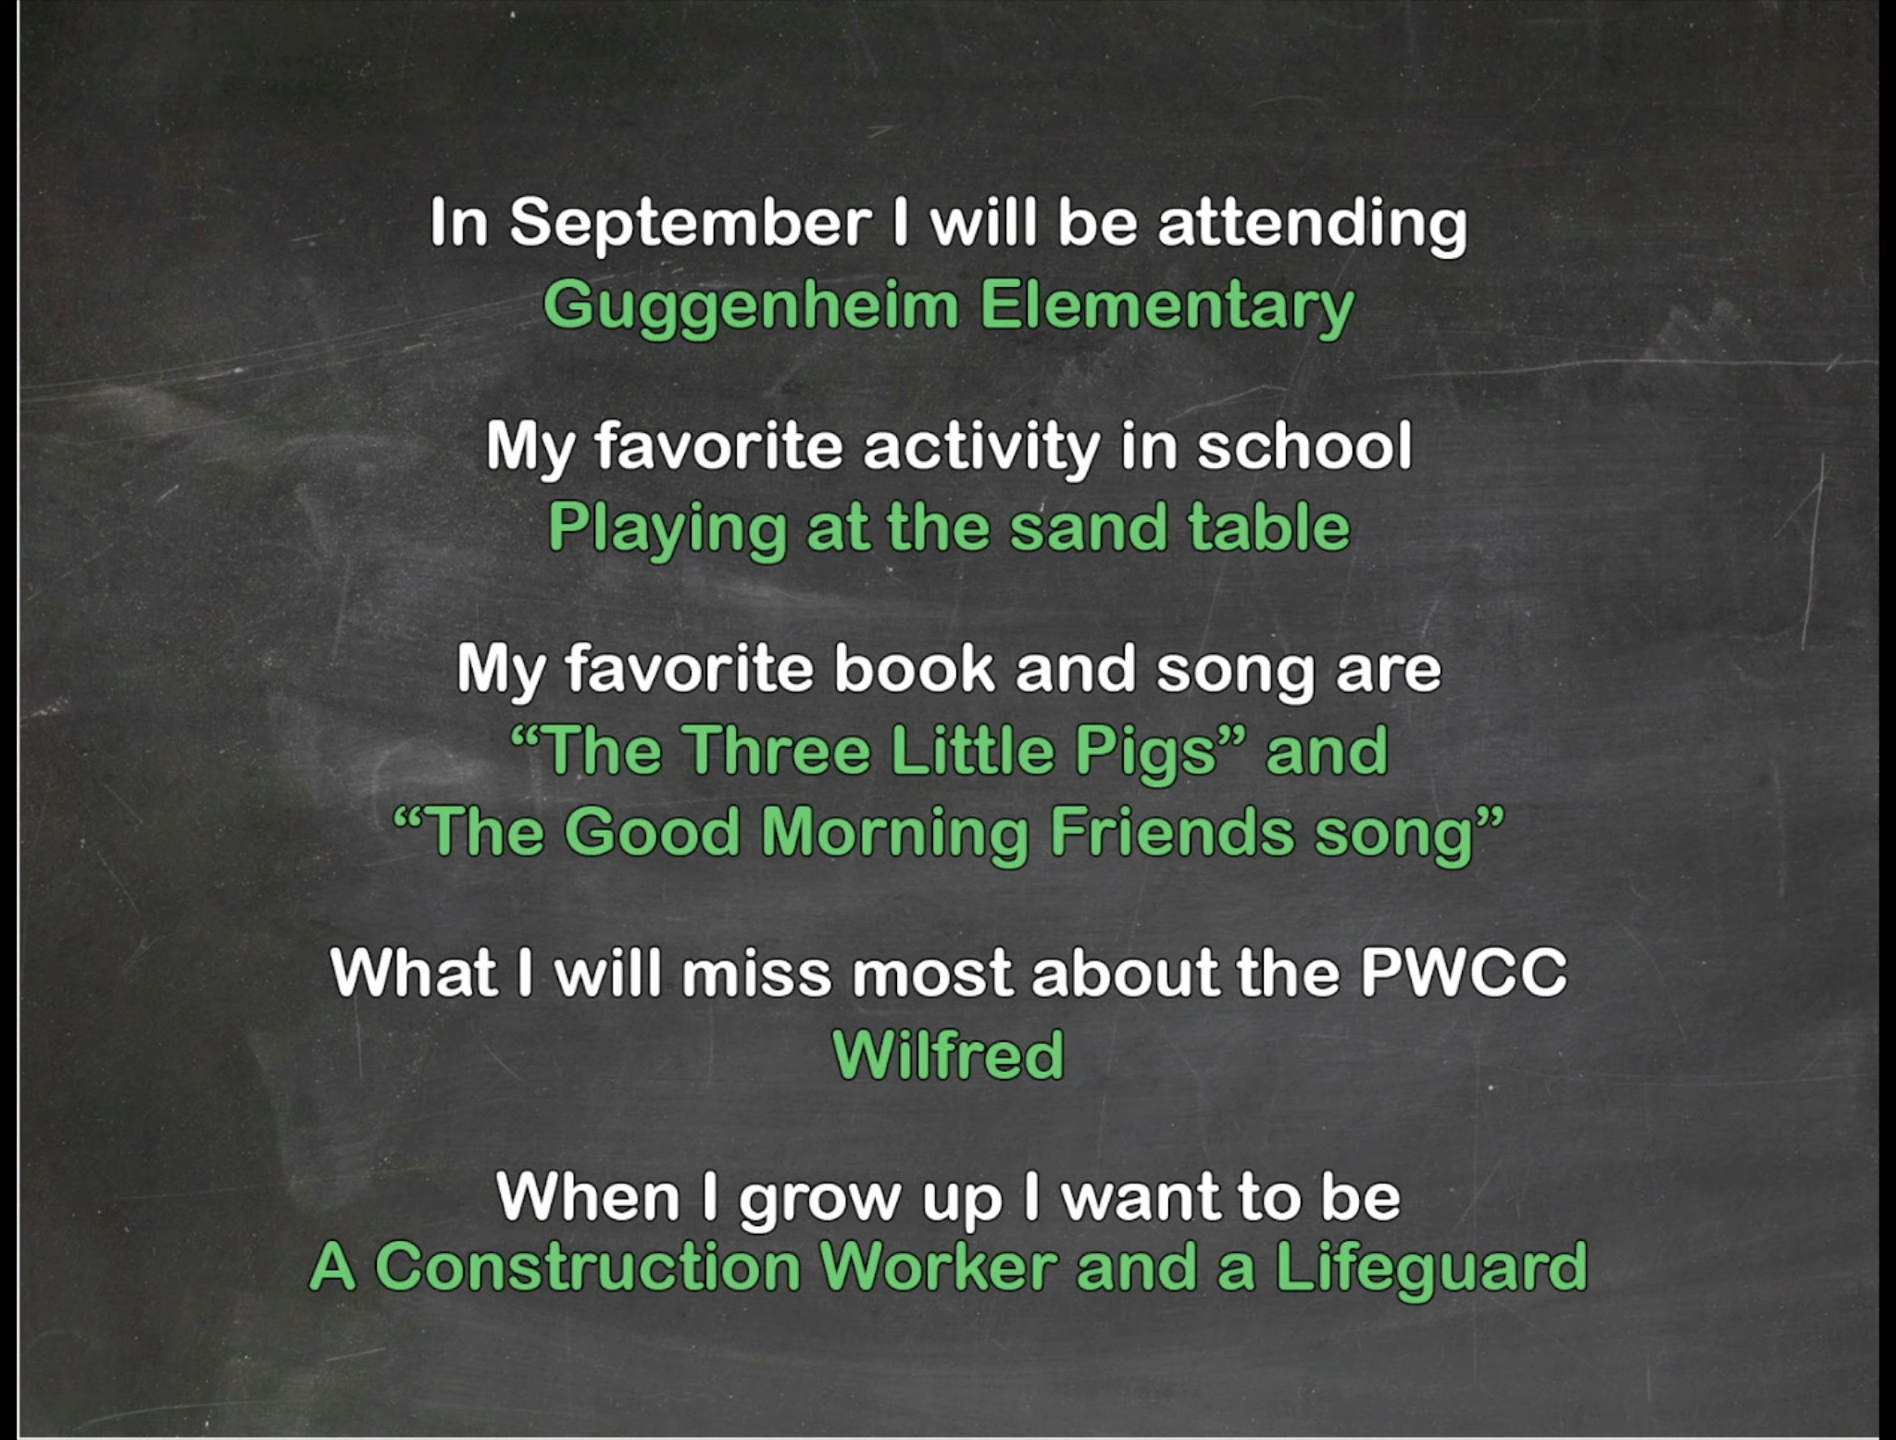 In September I will be attending
Guggenheim Elementary
My favorite activity in school
Playing at the sand table
My favorite book and song are
“The Three Little Pigs” and
“The Good Morning Friends song”
What I will miss most about the PWCC
Wilfred
When I grow up I want to be
A Construction Worker and a Lifeguard